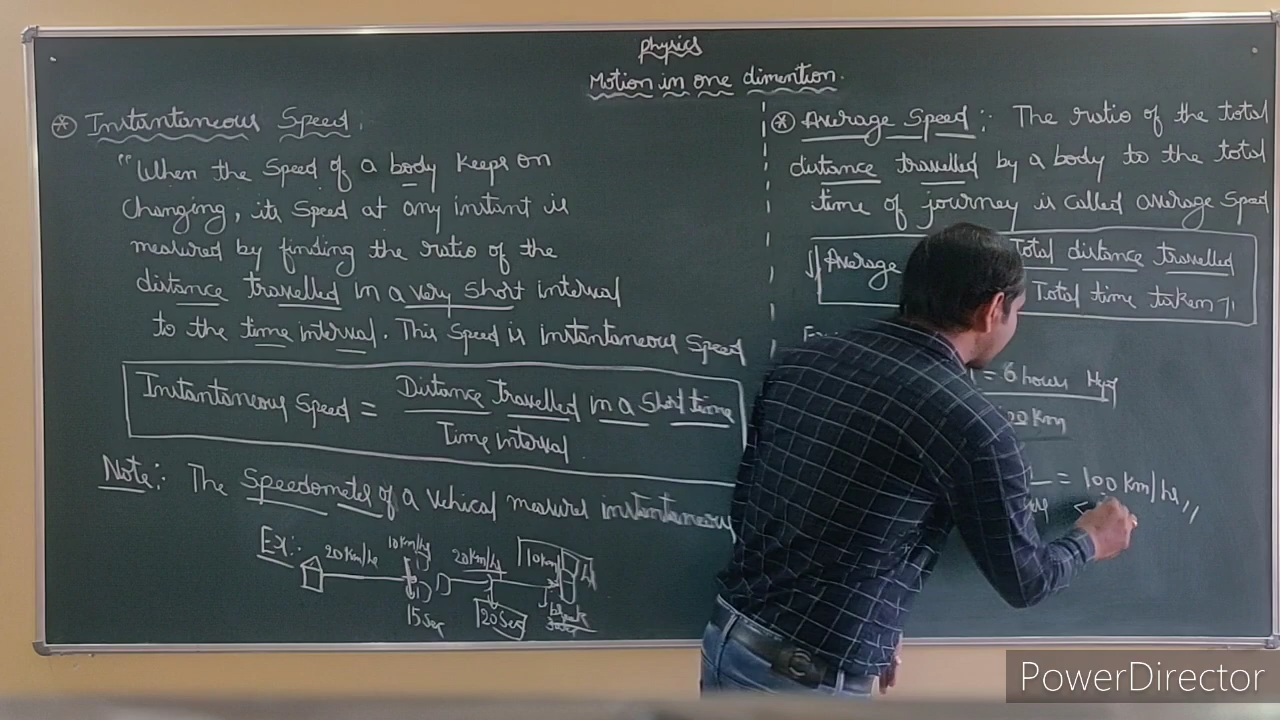 Physics
Motion in one dimention.
* Instantaneous Speed:
"When the Speed of a body keeps on
Changing, its Speed at any instant is
measured by finding the ratio of the
distance travelled in a very short interval
to the time interval. This Speed is instantaneous Speed
Instantaneous Speed = Distance travelled in a Short time
Time interval
Note:- The Speedometer of a vehical measures instantaneous
Ex:-
20 Km/hr
10 Km/hr
20 Km/hr
10 Km/
15 Sec
20 Sec
* Average Speed:- The ratio of the total
distance travelled by a body to the total
time of journey is called average Speed
Average
Total distance travelled
Total time taken
= 6 hours
00 Km
= 100 Km/hr
PowerDirector